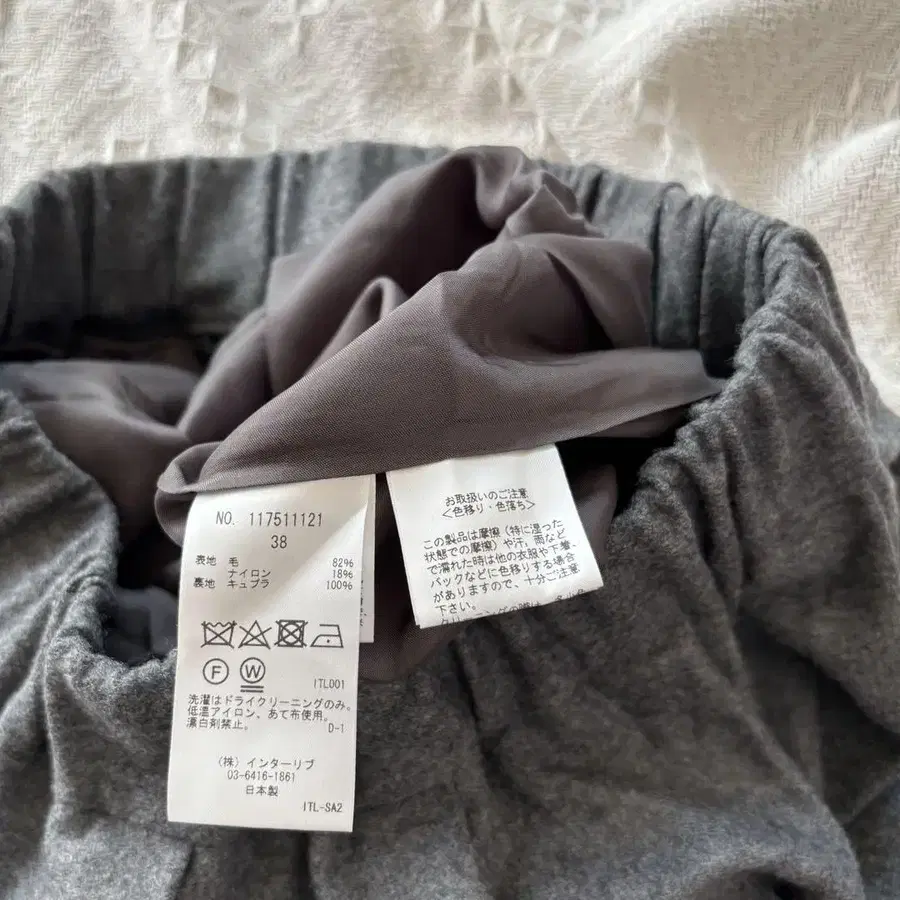 NO. 117511121
38
表地 毛 82%
ナイロン 18%
裏地 キュプラ 100%
F W
ITL001
洗濯はドライクリーニングのみ。
低温アイロン、あて布使用。
漂白剤禁止。 D-1
(株) インターリブ
03-6416-1861
日本製
ITL-SA2
お取扱いのご注意
<色移り・色落ち>
この製品は摩擦(特に湿った
状態での摩擦)や汗,雨など
で濡れた時は他の衣服や下着、
バックなどに色移りする場合
がありますので、十分ご注意
下さい。